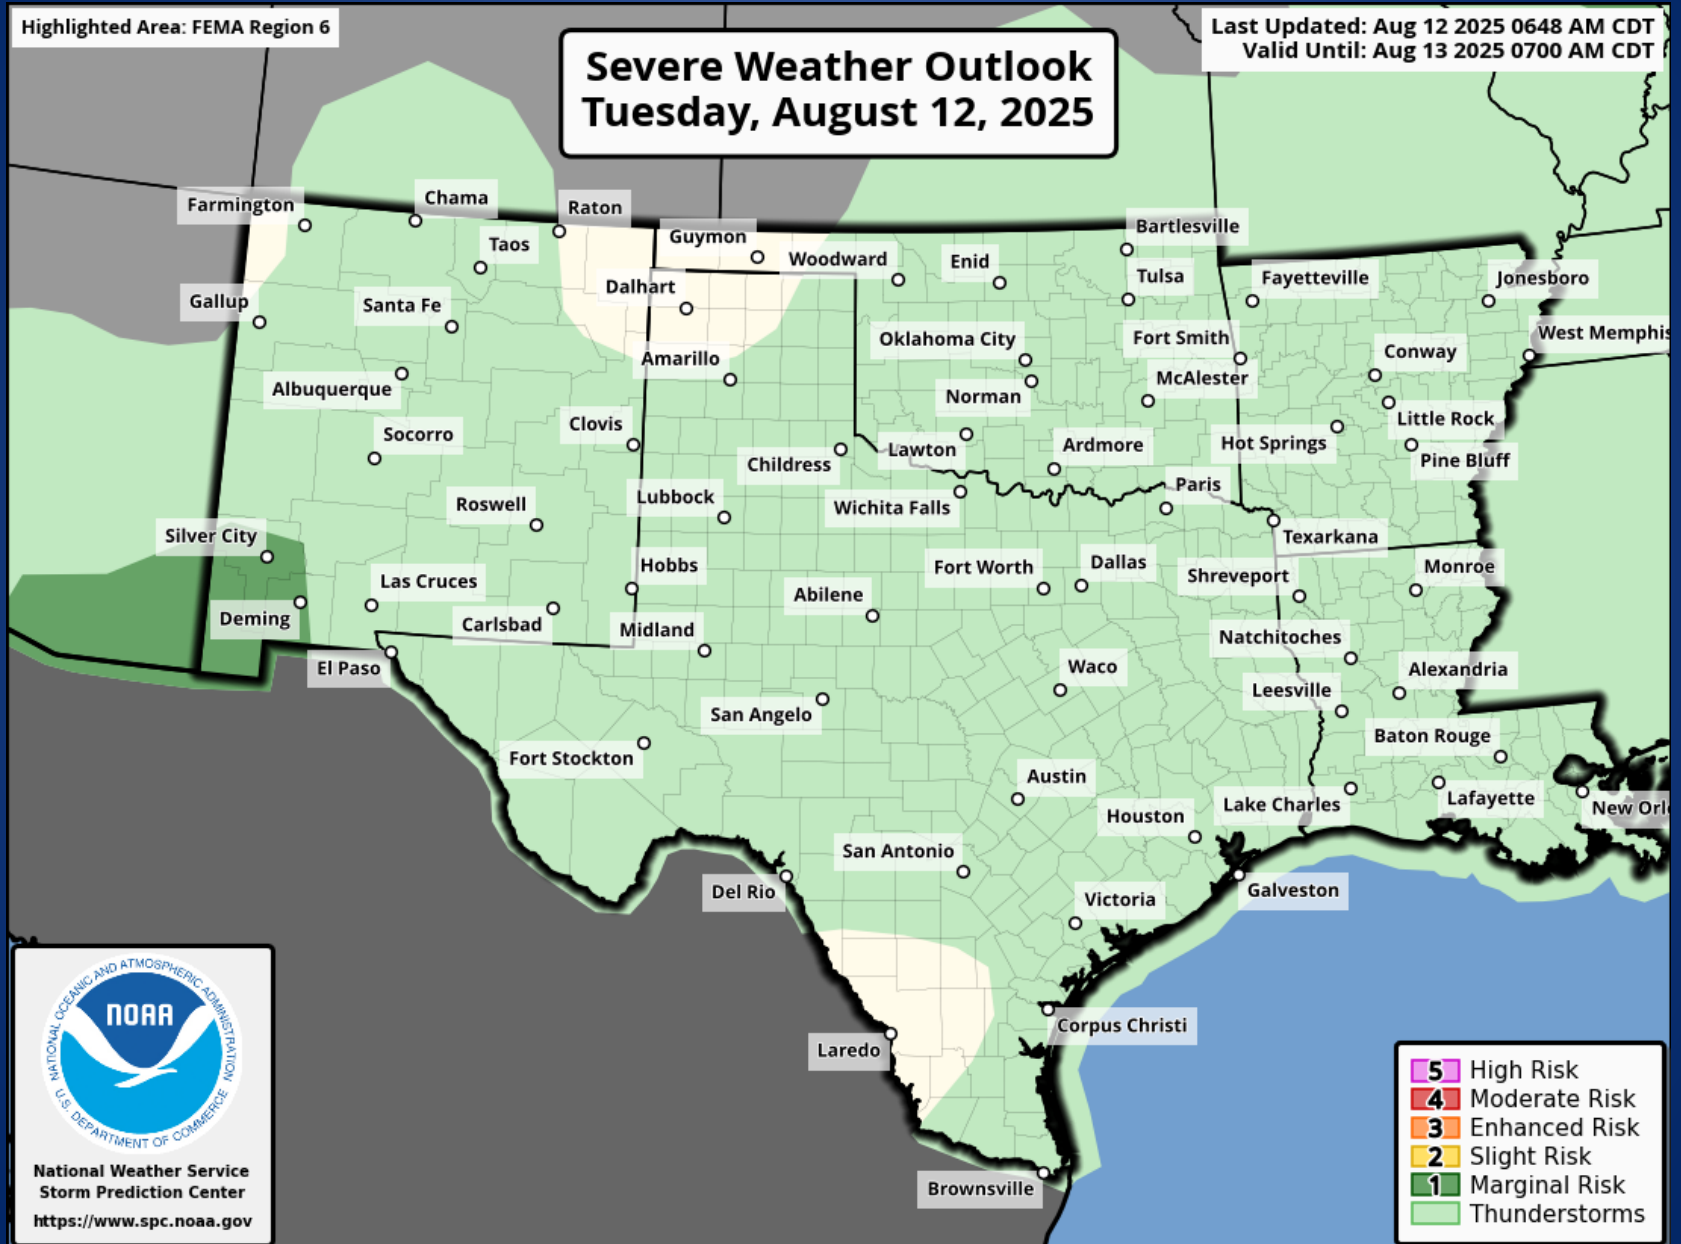 Highlighted Area: FEMA Region 6
Severe Weather Outlook
Tuesday, August 12, 2025
Last Updated: Aug 12 2025 0648 AM CDT
Valid Until: Aug 13 2025 0700 AM CDT
Farmington
Chama
Raton
Taos
Guymon
Woodward
Enid
Bartlesville
Tulsa
Fayetteville
Jonesboro
Gallup
Santa Fe
Dalhart
Oklahoma City
Fort Smith
West Memphis
Amarillo
Conway
Albuquerque
Norman
McAlester
Little Rock
Socorro
Clovis
Childress
Lawton
Ardmore
Hot Springs
Pine Bluff
Roswell
Lubbock
Wichita Falls
Paris
Silver City
Texarkana
Las Cruces
Hobbs
Fort Worth
Dallas
Shreveport
Monroe
Deming
Carlsbad
Abilene
Midland
Natchitoches
El Paso
Waco
Alexandria
Leesville
San Angelo
Baton Rouge
Fort Stockton
Austin
Lake Charles
Lafayette
New Orl
Houston
San Antonio
Del Rio
Victoria
Galveston
Corpus Christi
Laredo
Brownsville
NATIONAL OCEANIC AND ATMOSPHERIC ADMINISTRATION
NOAA
U.S. DEPARTMENT OF COMMERCE
National Weather Service
Storm Prediction Center
https://www.spc.noaa.gov
5 High Risk
4 Moderate Risk
3 Enhanced Risk
2 Slight Risk
1 Marginal Risk
Thunderstorms